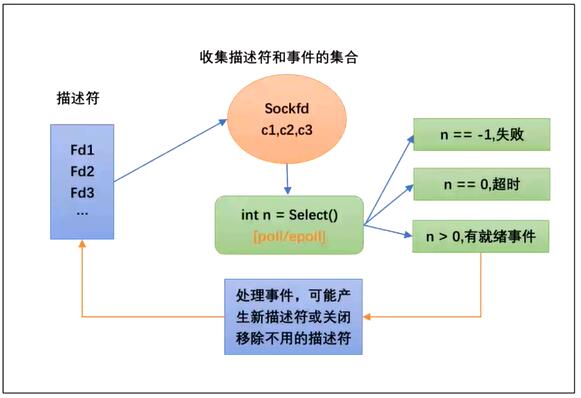 收集描述符和事件的集合
描述符
Fd1
Fd2
Fd3
...
Sockfd
c1,c2,c3
int n = Select()
[poll/epoll]
n == -1,失败
n == 0,超时
n > 0,有就绪事件
处理事件，可能产
生新描述符或关闭
移除不用的描述符